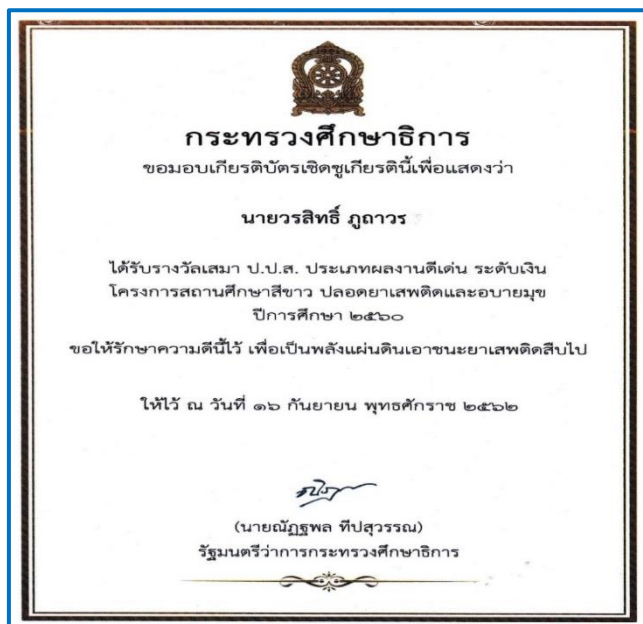 กระทรวงศึกษาธิการ
ขอมอบเกียรติบัตรเชิดชูเกียรตินี้เพื่อแสดงว่า
นายวรสิทธิ์ ภูถาวร
ได้รับรางวัลเสมา ป.ป.ส. ประเภทผลงานดีเด่น ระดับเงิน
โครงการสถานศึกษาสีขาว ปลอดยาเสพติดและอบายมุข
ปีการศึกษา ๒๕๖๐
ขอให้รักษาความดีนี้ไว้ เพื่อเป็นพลังแผ่นดินเอาชนะยาเสพติดสืบไป
ให้ไว้ ณ วันที่ ๑๖ กันยายน พุทธศักราช ๒๕๖๒
(นายณัฏฐพล ทีปสุวรรณ)
รัฐมนตรีว่าการกระทรวงศึกษาธิการ